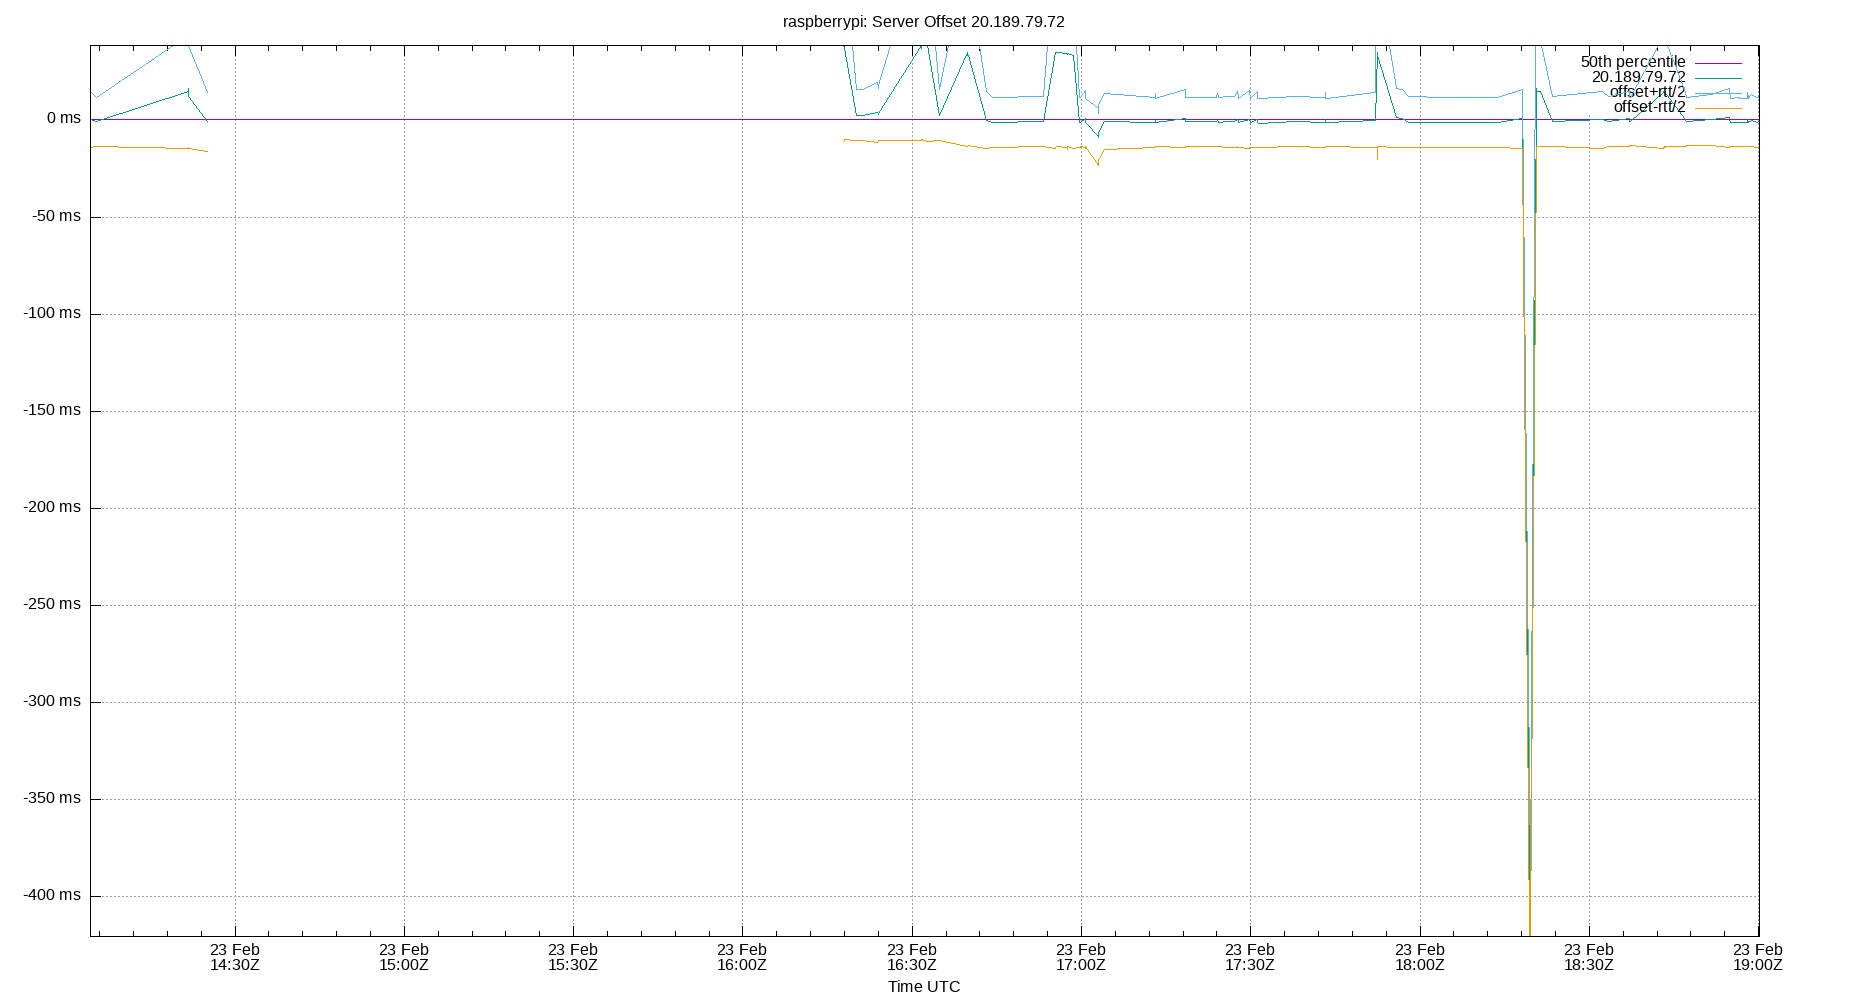 raspberrypi: Server Offset 20.189.79.72
50th percentile
20.189.79.72
offset+rtt/2
offset-rtt/2
0 ms
-50 ms
-100 ms
-150 ms
-200 ms
-250 ms
-300 ms
-350 ms
-400 ms
23 Feb 23 Feb 23 Feb 23 Feb 23 Feb 23 Feb 23 Feb 23 Feb 23 Feb 23 Feb
14:30Z 15:00Z 15:30Z 16:00Z 16:30Z 17:00Z 17:30Z 18:00Z 18:30Z 19:00Z
Time UTC